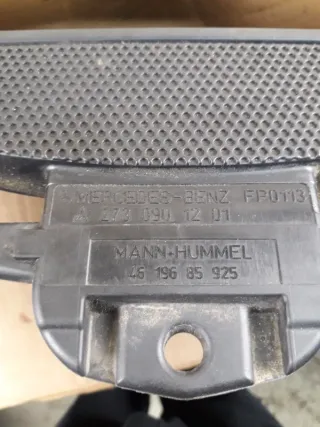 MERCEDES-BENZ FP0113
A 273 090 12 01
MANN+HUMMEL
46 196 85 925